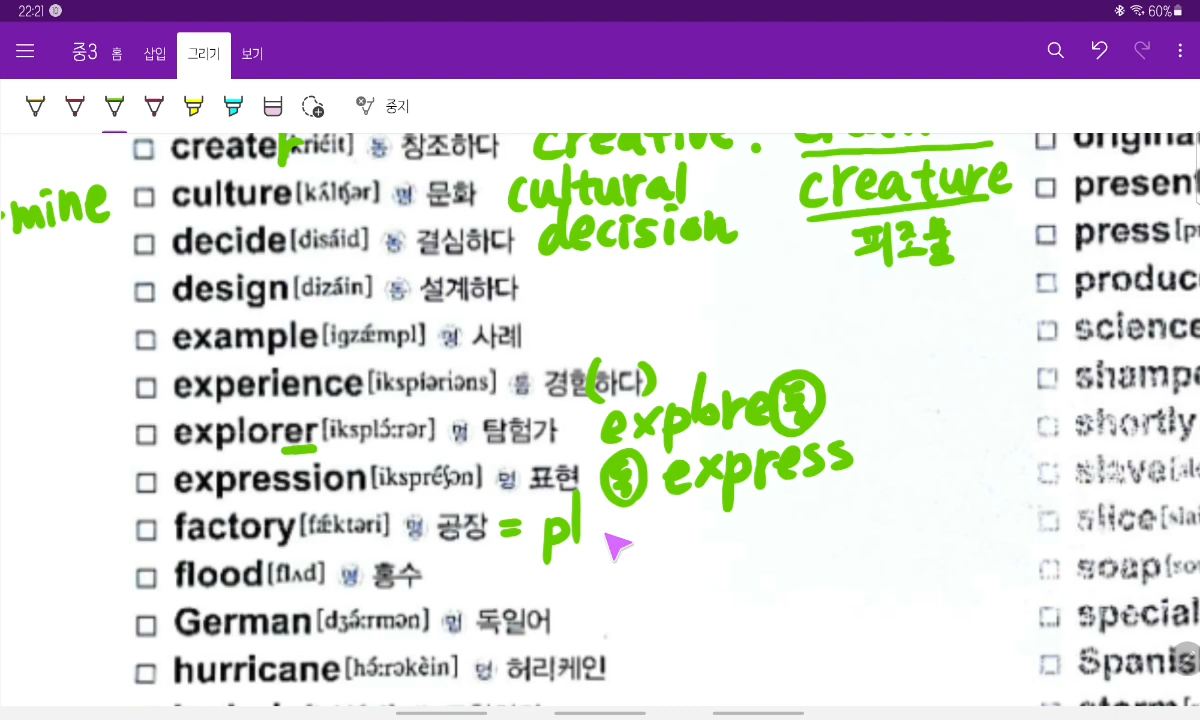 22:21
60%
중3 홈 삽입 그리기 보기
중지
create [kriéit] 동 창조하다 creative.
creature
피조물
-mine
culture [kʌ́ltʃər] 명 문화 cultural
decide [disáid] 동 결심하다 decision
design [dizáin] 동 설계하다
example [igzǽmpl] 명 사례
experience [ikspíəriəns] 경험(하다)
explorer [iksplɔ́:rər] 명 탐험가 explore 동
expression [ikspréʃən] 명 표현 동 express
factory [fǽktəri] 명 공장 = pl
flood [flʌd] 명 홍수
German [dʒə́:rmən] 명 독일어
hurricane [hə́:rəkèin] 명 허리케인
origina
present
press [p
produc
science
shampo
shortly
slave
slice [slai
soap [so
special
Spanis
storm